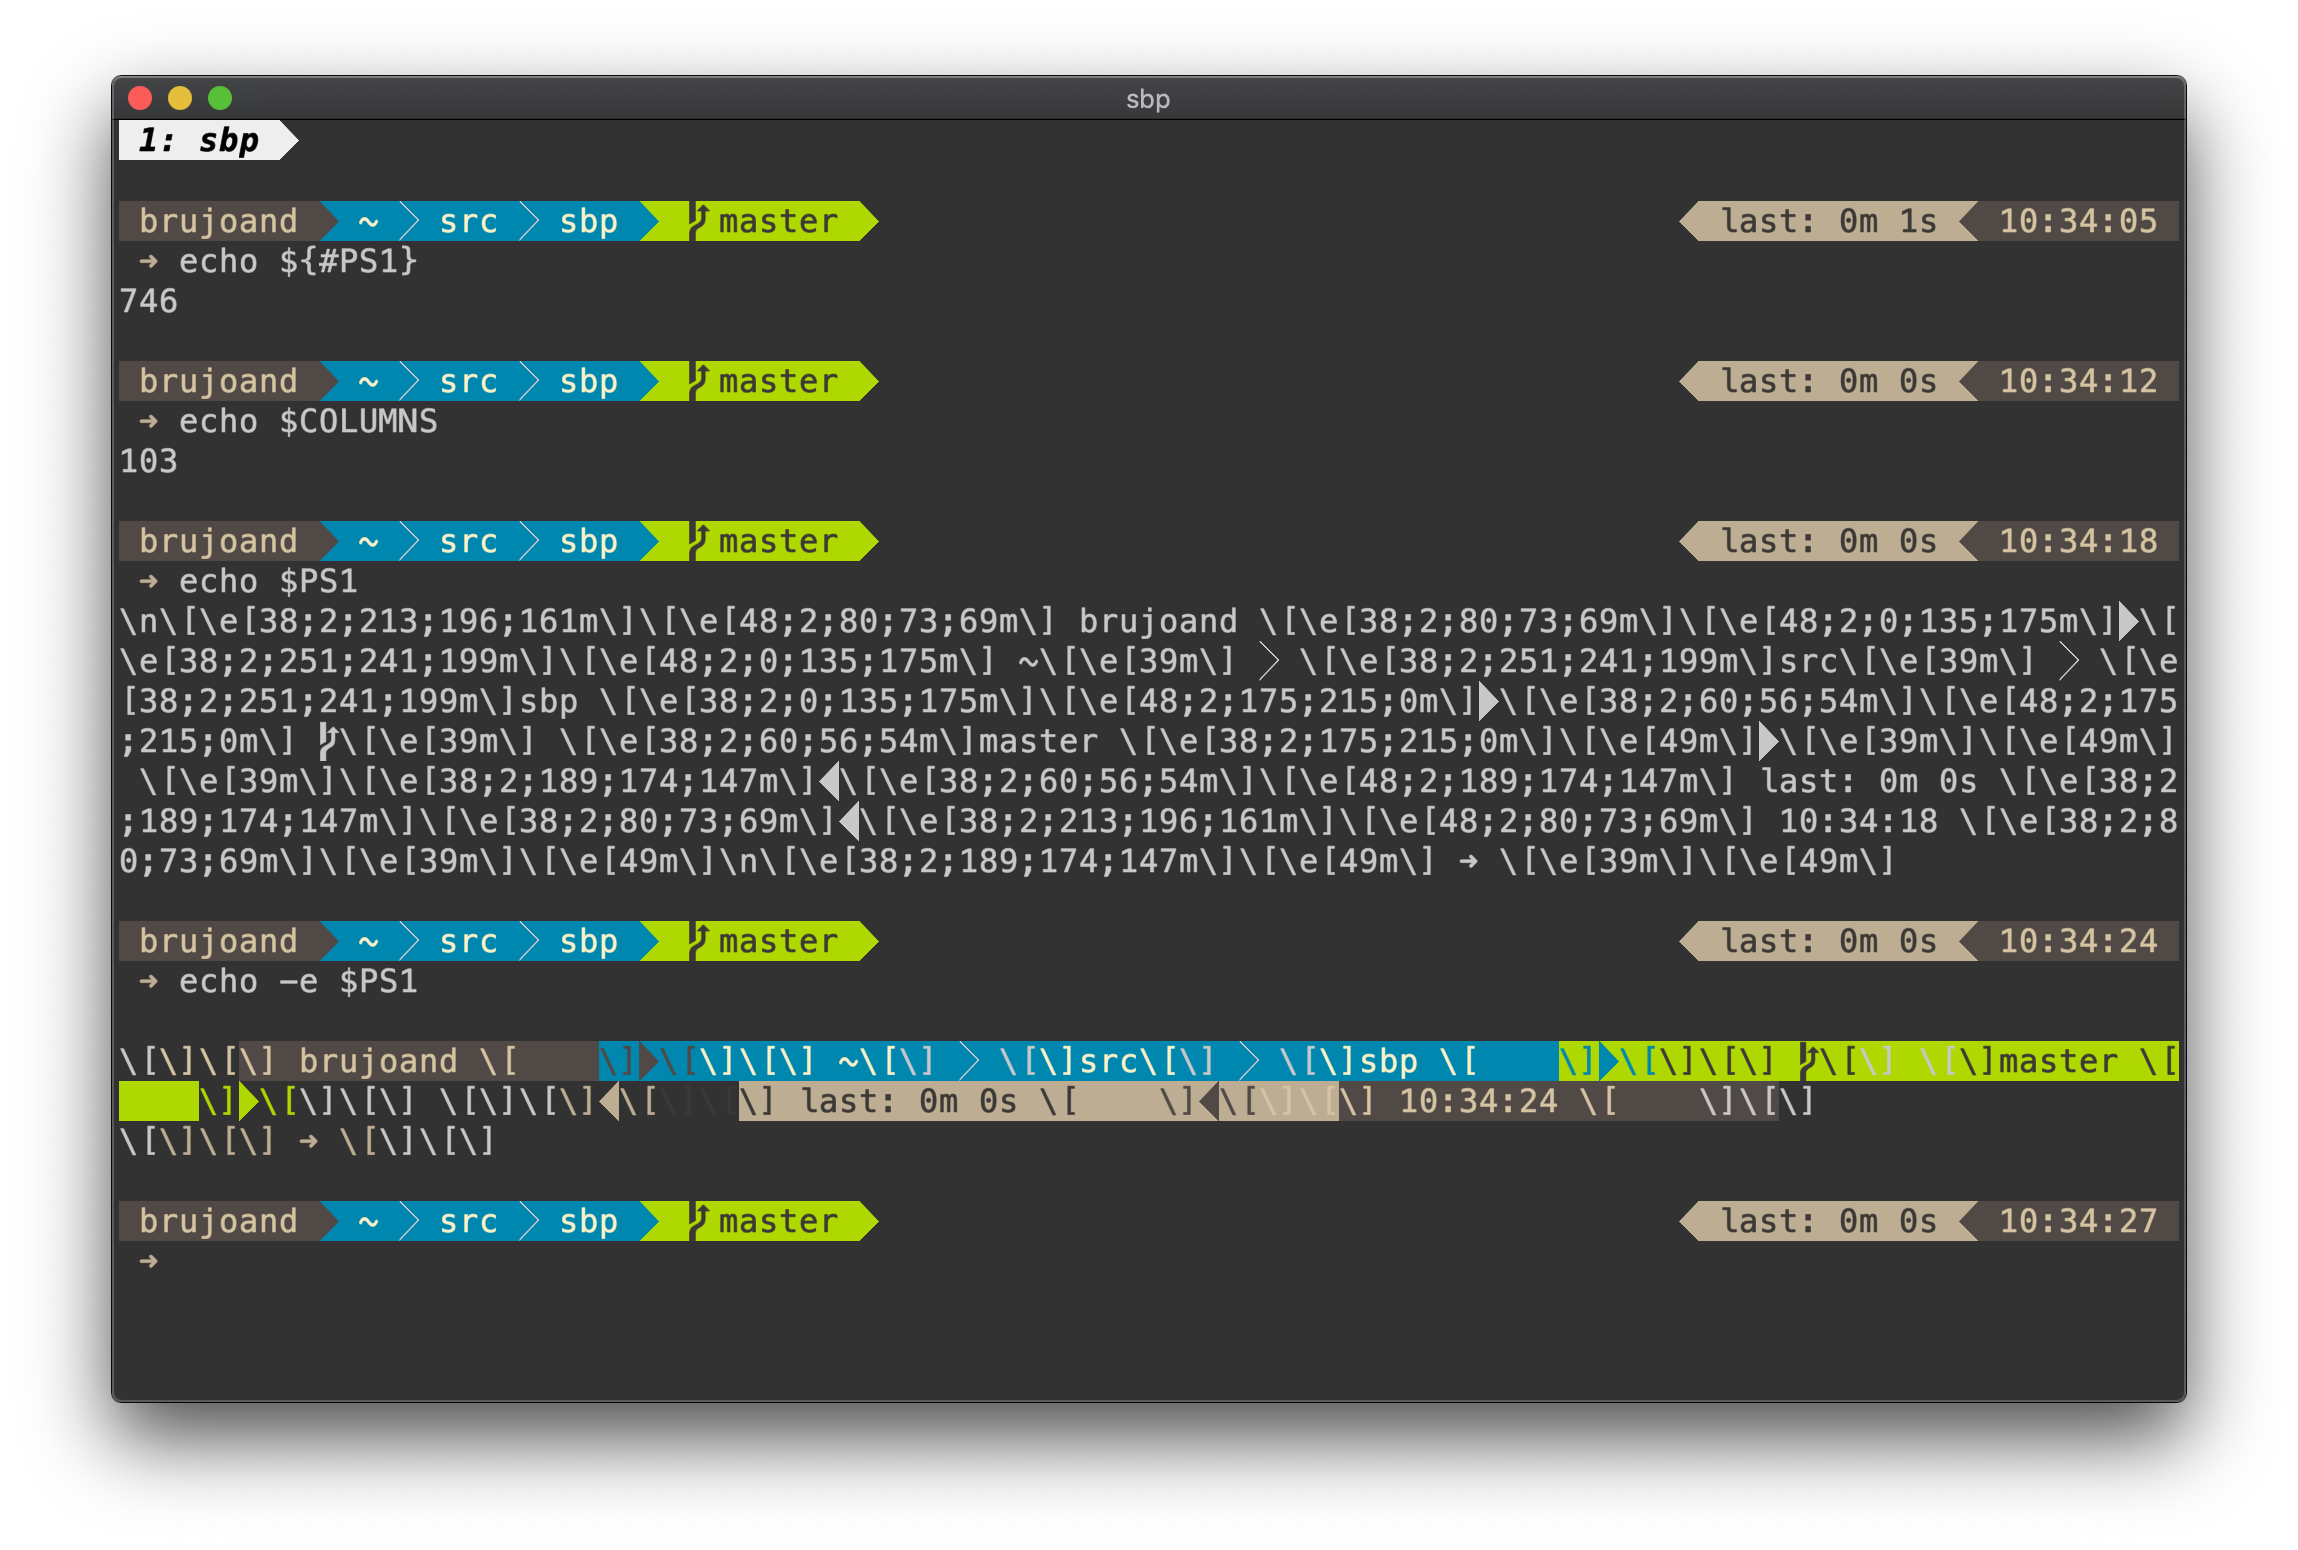 sbp
1: sbp
brujoand ~ src sbp master last: 0m 1s 10:34:05
➜ echo ${#PS1}
746
brujoand ~ src sbp master last: 0m 0s 10:34:12
➜ echo $COLUMNS
103
brujoand ~ src sbp master last: 0m 0s 10:34:18
➜ echo $PS1
\n\[\e[38;2;213;196;161m\]\[\e[48;2;80;73;69m\] brujoand \[\e[38;2;80;73;69m\]\[\e[48;2;0;135;175m\]\[
\e[38;2;251;241;199m\]\[\e[48;2;0;135;175m\] ~\[\e[39m\]  \[\e[38;2;251;241;199m\]src\[\e[39m\]  \[\e
[38;2;251;241;199m\]sbp \[\e[38;2;0;135;175m\]\[\e[48;2;175;215;0m\]\[\e[38;2;60;56;54m\]\[\e[48;2;175
;215;0m\] \[\e[39m\] \[\e[38;2;60;56;54m\]master \[\e[38;2;175;215;0m\]\[\e[49m\]\[\e[39m\]\[\e[49m\]
\[\e[39m\]\[\e[38;2;189;174;147m\]\[\e[38;2;60;56;54m\]\[\e[48;2;189;174;147m\] last: 0m 0s \[\e[38;2
;189;174;147m\]\[\e[38;2;80;73;69m\]\[\e[38;2;213;196;161m\]\[\e[48;2;80;73;69m\] 10:34:18 \[\e[38;2;8
0;73;69m\]\[\e[39m\]\[\e[49m\]\n\[\e[38;2;189;174;147m\]\[\e[49m\] ➜ \[\e[39m\]\[\e[49m\]
brujoand ~ src sbp master last: 0m 0s 10:34:24
➜ echo -e $PS1
\[\]\[\] brujoand \[ \]\[\]\[\] ~\[\]  \[\]src\[\]  \[\]sbp \[ \]\[\]\[\] \[\] \[\]master \[
\]\[\]\[\] \[\]\[\]\[\]\[\] last: 0m 0s \[ \]\[\]\[\] 10:34:24 \[ \]\[\]
\[\]\[\] ➜ \[\]\[\]
brujoand ~ src sbp master last: 0m 0s 10:34:27
➜